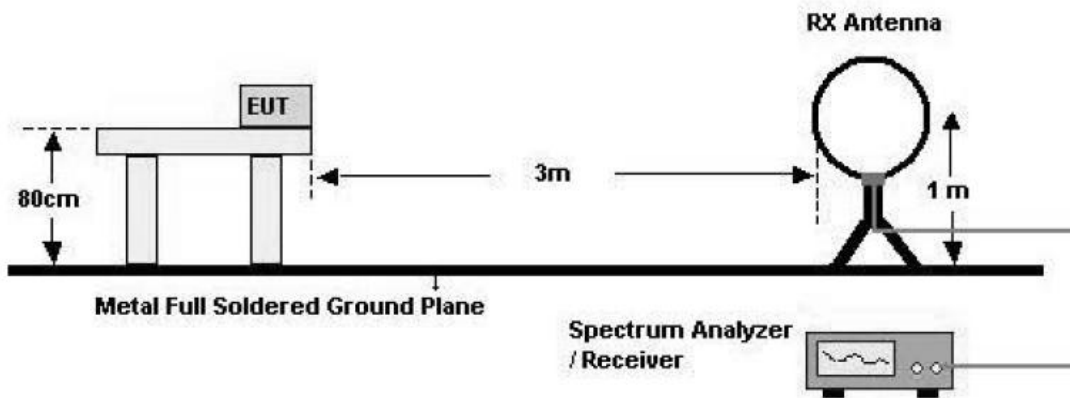 RX Antenna
EUT
80cm
3m
1 m
Metal Full Soldered Ground Plane
Spectrum Analyzer
/ Receiver